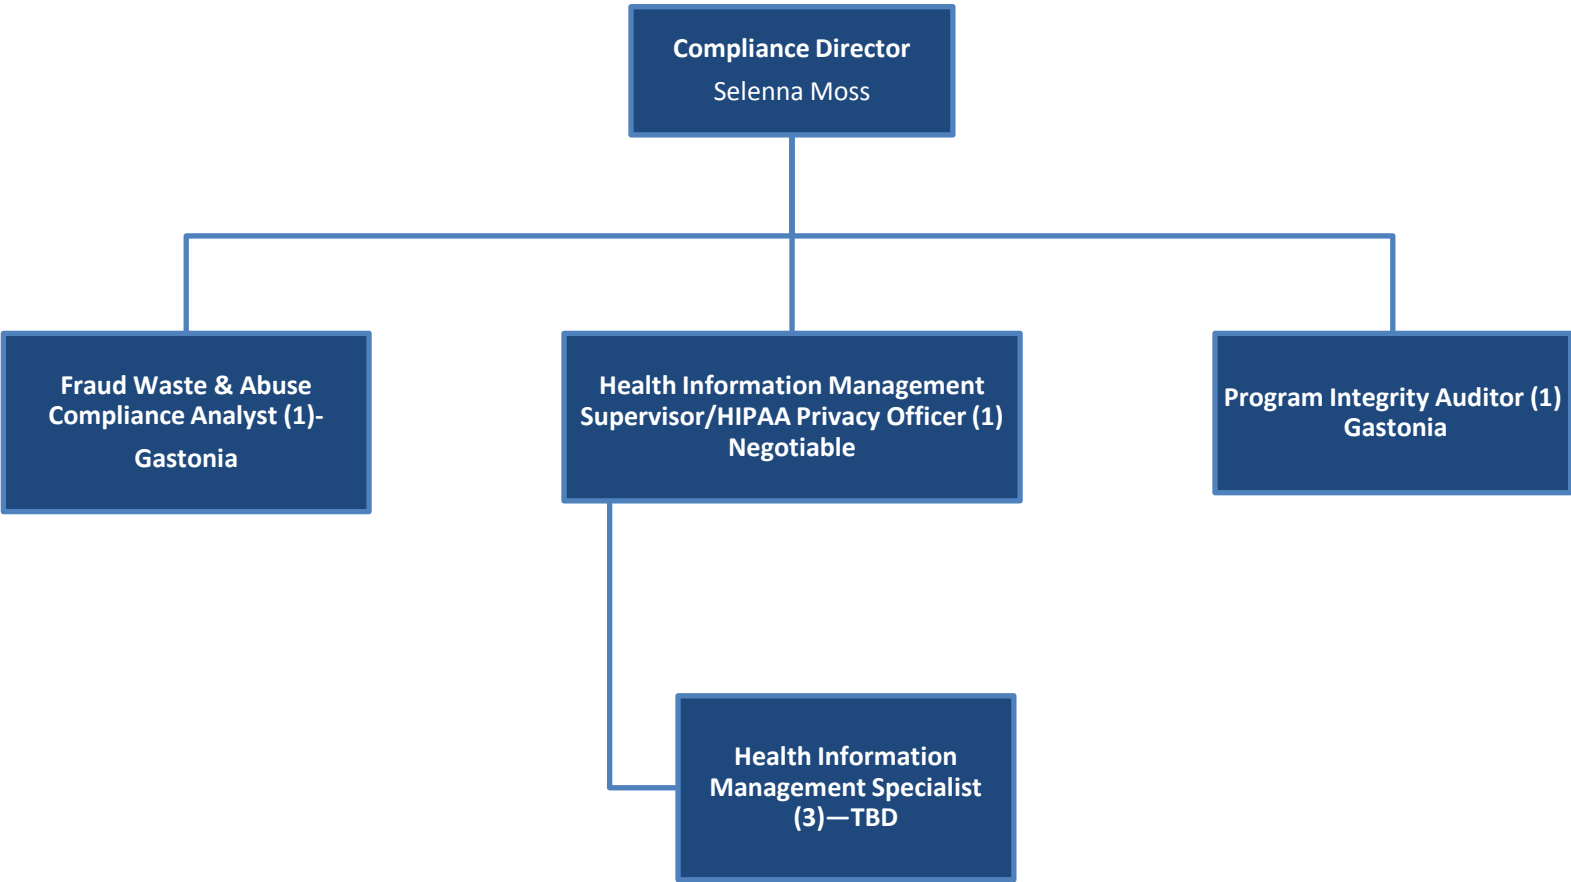 Compliance Director
Selenna Moss
Fraud Waste & Abuse
Compliance Analyst (1)-
Gastonia
Health Information Management
Supervisor/HIPAA Privacy Officer (1)
Negotiable
Program Integrity Auditor (1)
Gastonia
Health Information
Management Specialist
(3)—TBD